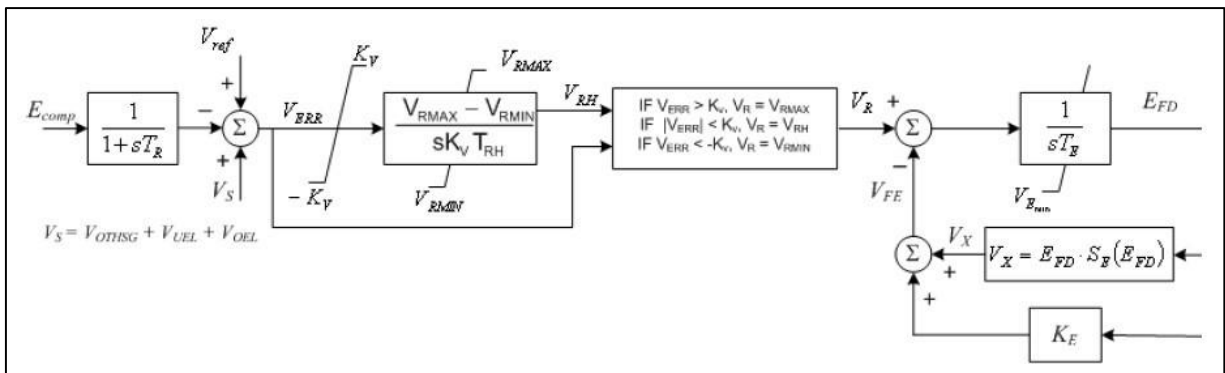 V_ref
K_V
V_RMAX
E_comp
1
1+sT_R
+
−
+
Σ
V_S
V_ERR
− K_V
V_RMAX − V_RMIN
sK_V T_RH
V_RMIN
V_RH
IF V_ERR > K_v, V_R = V_RMAX
IF |V_ERR| < K_v, V_R = V_RH
IF V_ERR < -K_v, V_R = V_RMIN
V_R
+
Σ
−
1
sT_E
E_FD
V_FE
V_Emin
V_S = V_OTHSG + V_UEL + V_OEL
Σ
V_X
+
+
V_X = E_FD · S_E(E_FD)
K_E